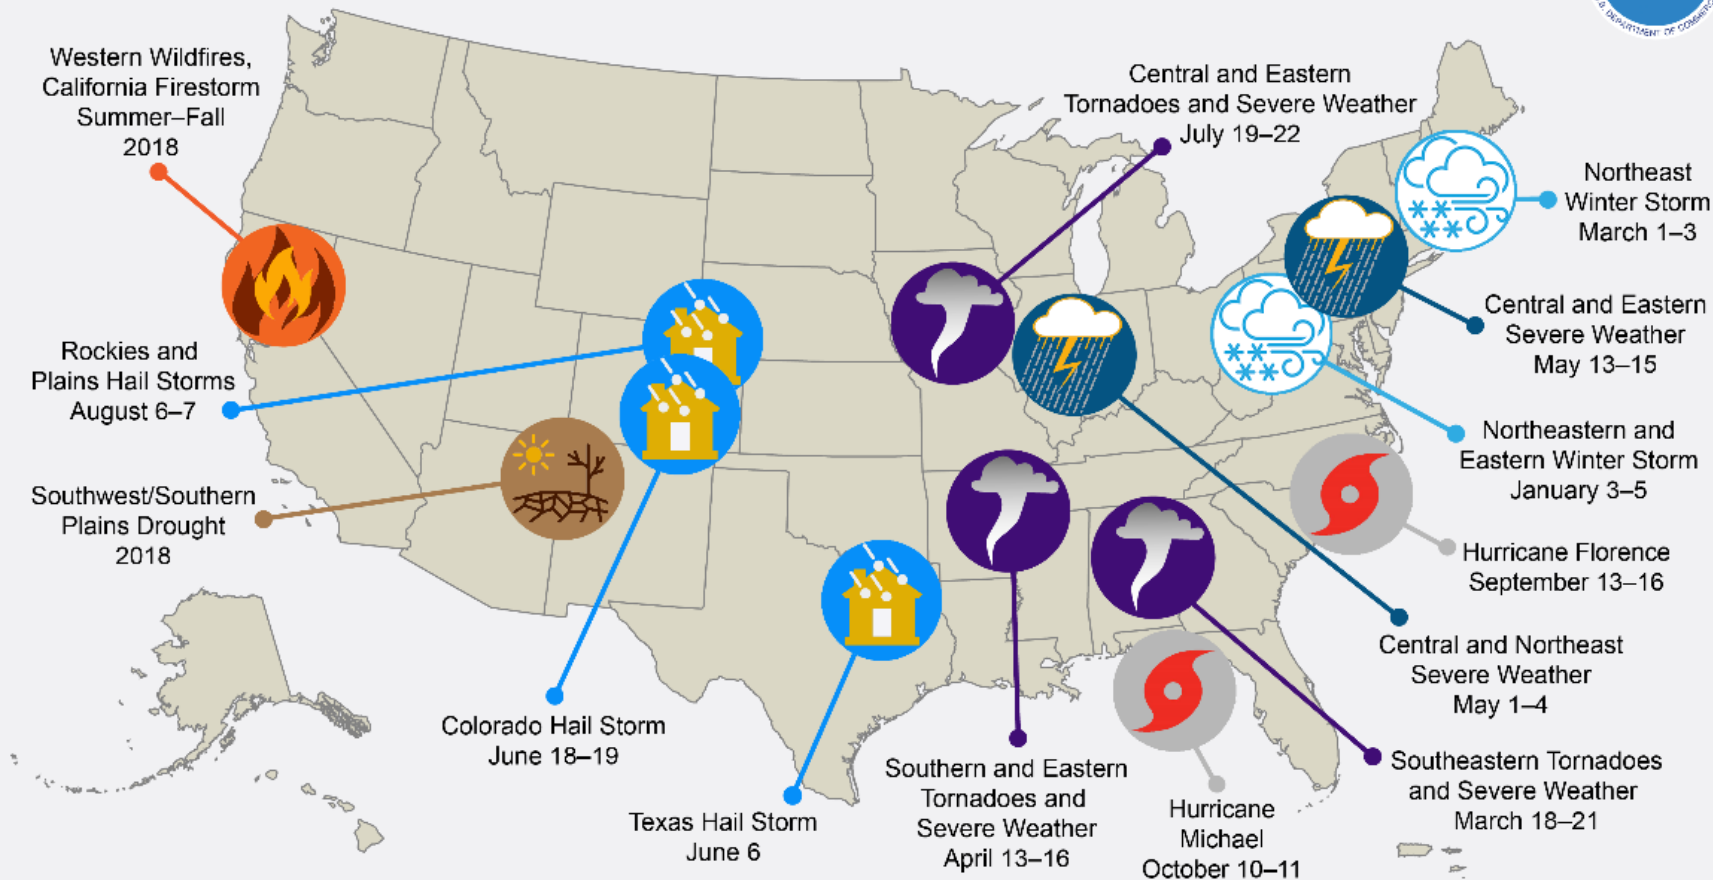 U.S. DEPARTMENT OF COMMERCE
Western Wildfires,
California Firestorm
Summer–Fall
2018
Central and Eastern
Tornadoes and Severe Weather
July 19–22
Northeast
Winter Storm
March 1–3
Central and Eastern
Severe Weather
May 13–15
Rockies and
Plains Hail Storms
August 6–7
Northeastern and
Eastern Winter Storm
January 3–5
Southwest/Southern
Plains Drought
2018
Hurricane Florence
September 13–16
Central and Northeast
Severe Weather
May 1–4
Colorado Hail Storm
June 18–19
Southeastern Tornadoes
and Severe Weather
March 18–21
Southern and Eastern
Tornadoes and
Severe Weather
April 13–16
Texas Hail Storm
June 6
Hurricane
Michael
October 10–11